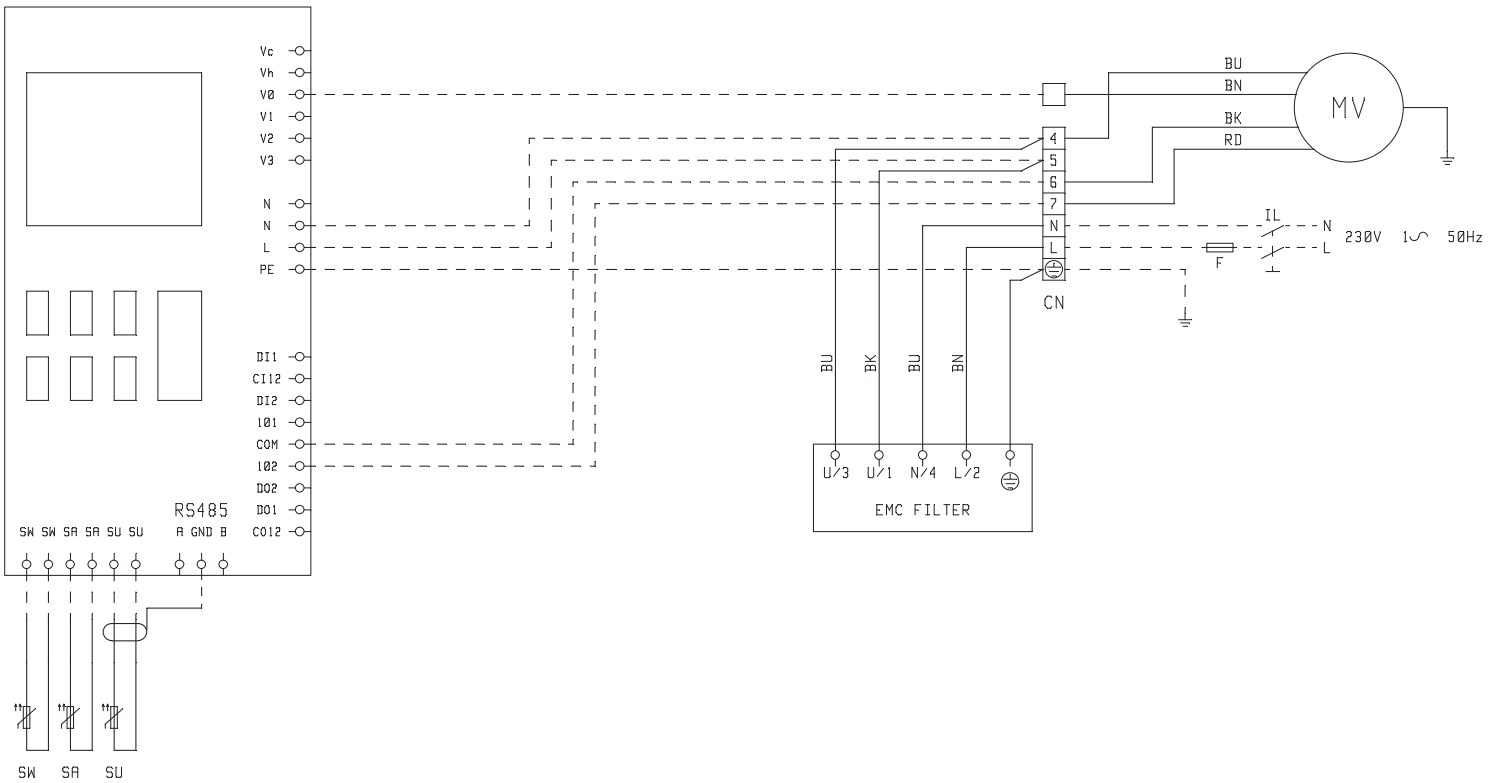 Vc
Vh
V0
V1
V2
V3
N
N
L
PE
DI1
CI12
DI2
101
COM
102
DO2
DO1
CO12
RS485
SW SW SA SA SU SU A GND B
SW SA SU
BU
BN
BK
RD
MV
4
5
6
7
N
L
CN
IL
N
L
F
230V 1 50Hz
BU BK BU BN
U/3 U/1 N/4 L/2
EMC FILTER